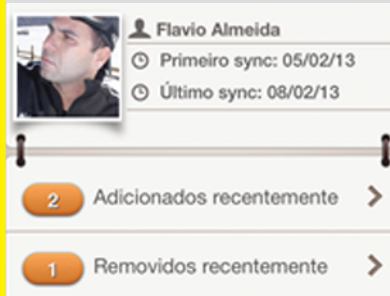 Flavio Almeida
Primeiro sync: 05/02/13
Último sync: 08/02/13
2 Adicionados recentemente
1 Removidos recentemente